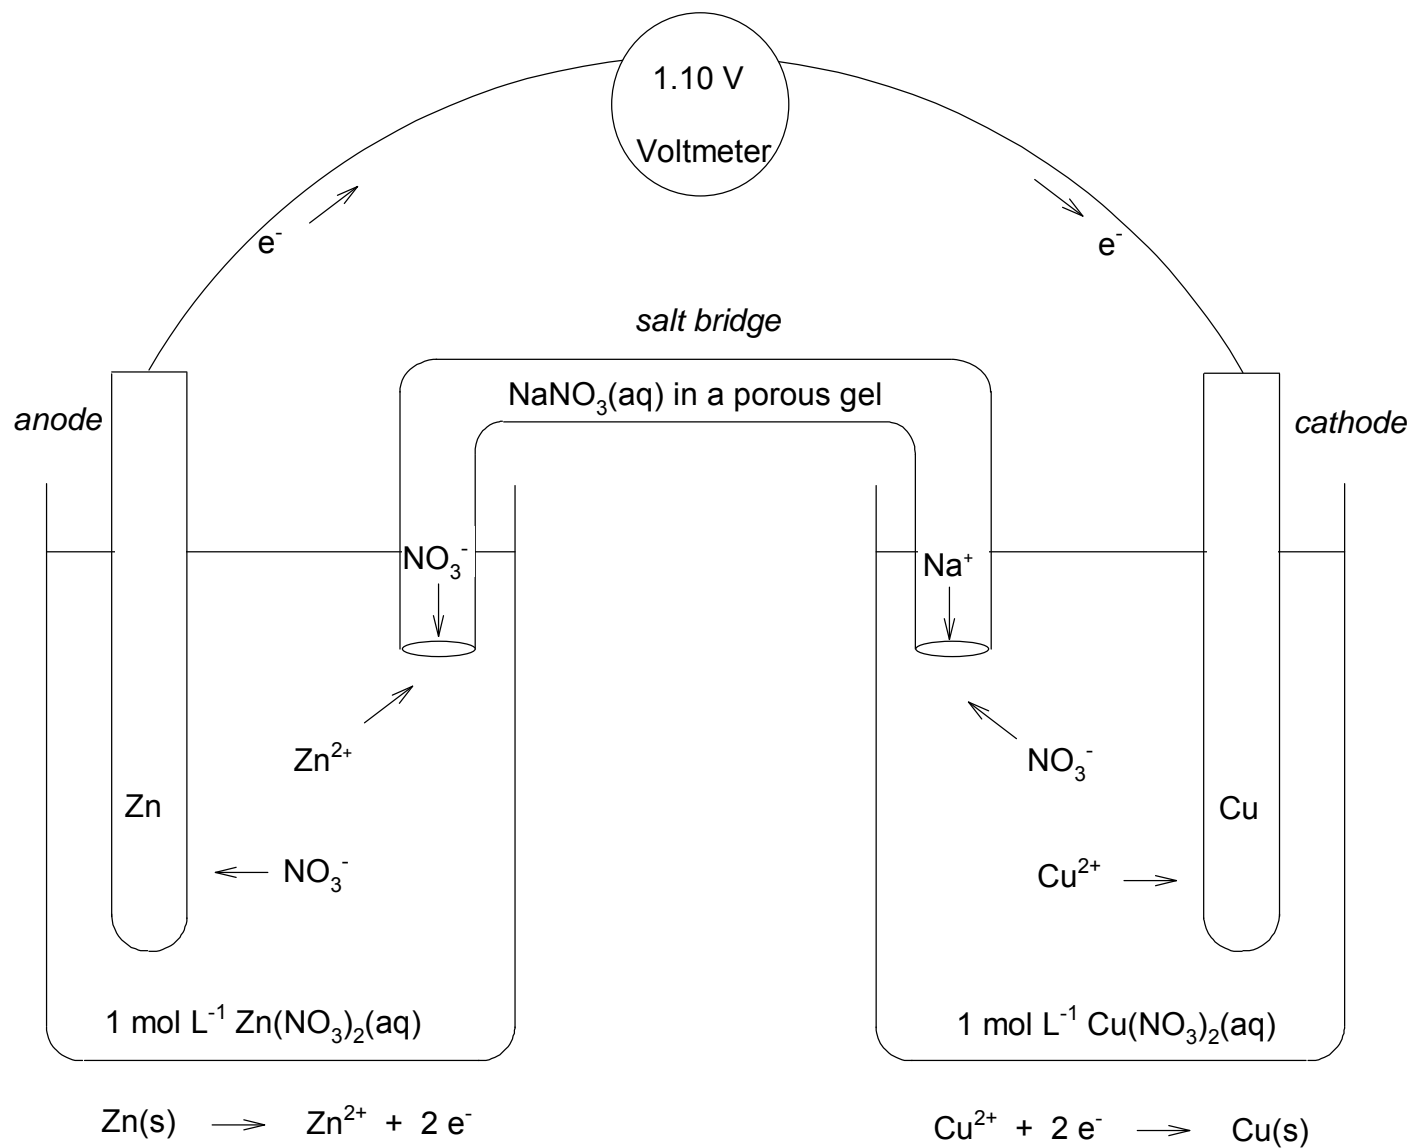 1.10 V
Voltmeter
e⁻
e⁻
salt bridge
NaNO₃(aq) in a porous gel
anode
cathode
NO₃⁻
Na⁺
Zn²⁺
NO₃⁻
Zn
Cu
NO₃⁻
Cu²⁺
1 mol L⁻¹ Zn(NO₃)₂(aq)
1 mol L⁻¹ Cu(NO₃)₂(aq)
Zn(s) → Zn²⁺ + 2 e⁻
Cu²⁺ + 2 e⁻ → Cu(s)